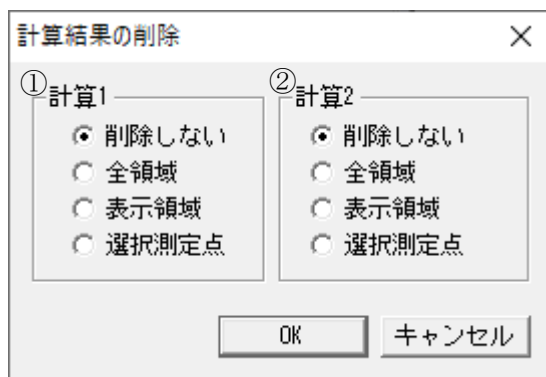 計算結果の削除
①計算1
削除しない
全領域
表示領域
選択測定点
②計算2
削除しない
全領域
表示領域
選択測定点
OK
キャンセル